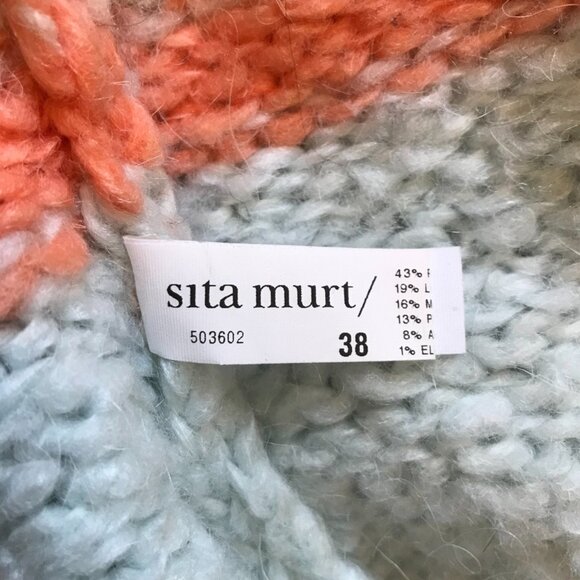 sita murt/
503602
38
43%
19% L
16% M
13% P
8% A
1% EL